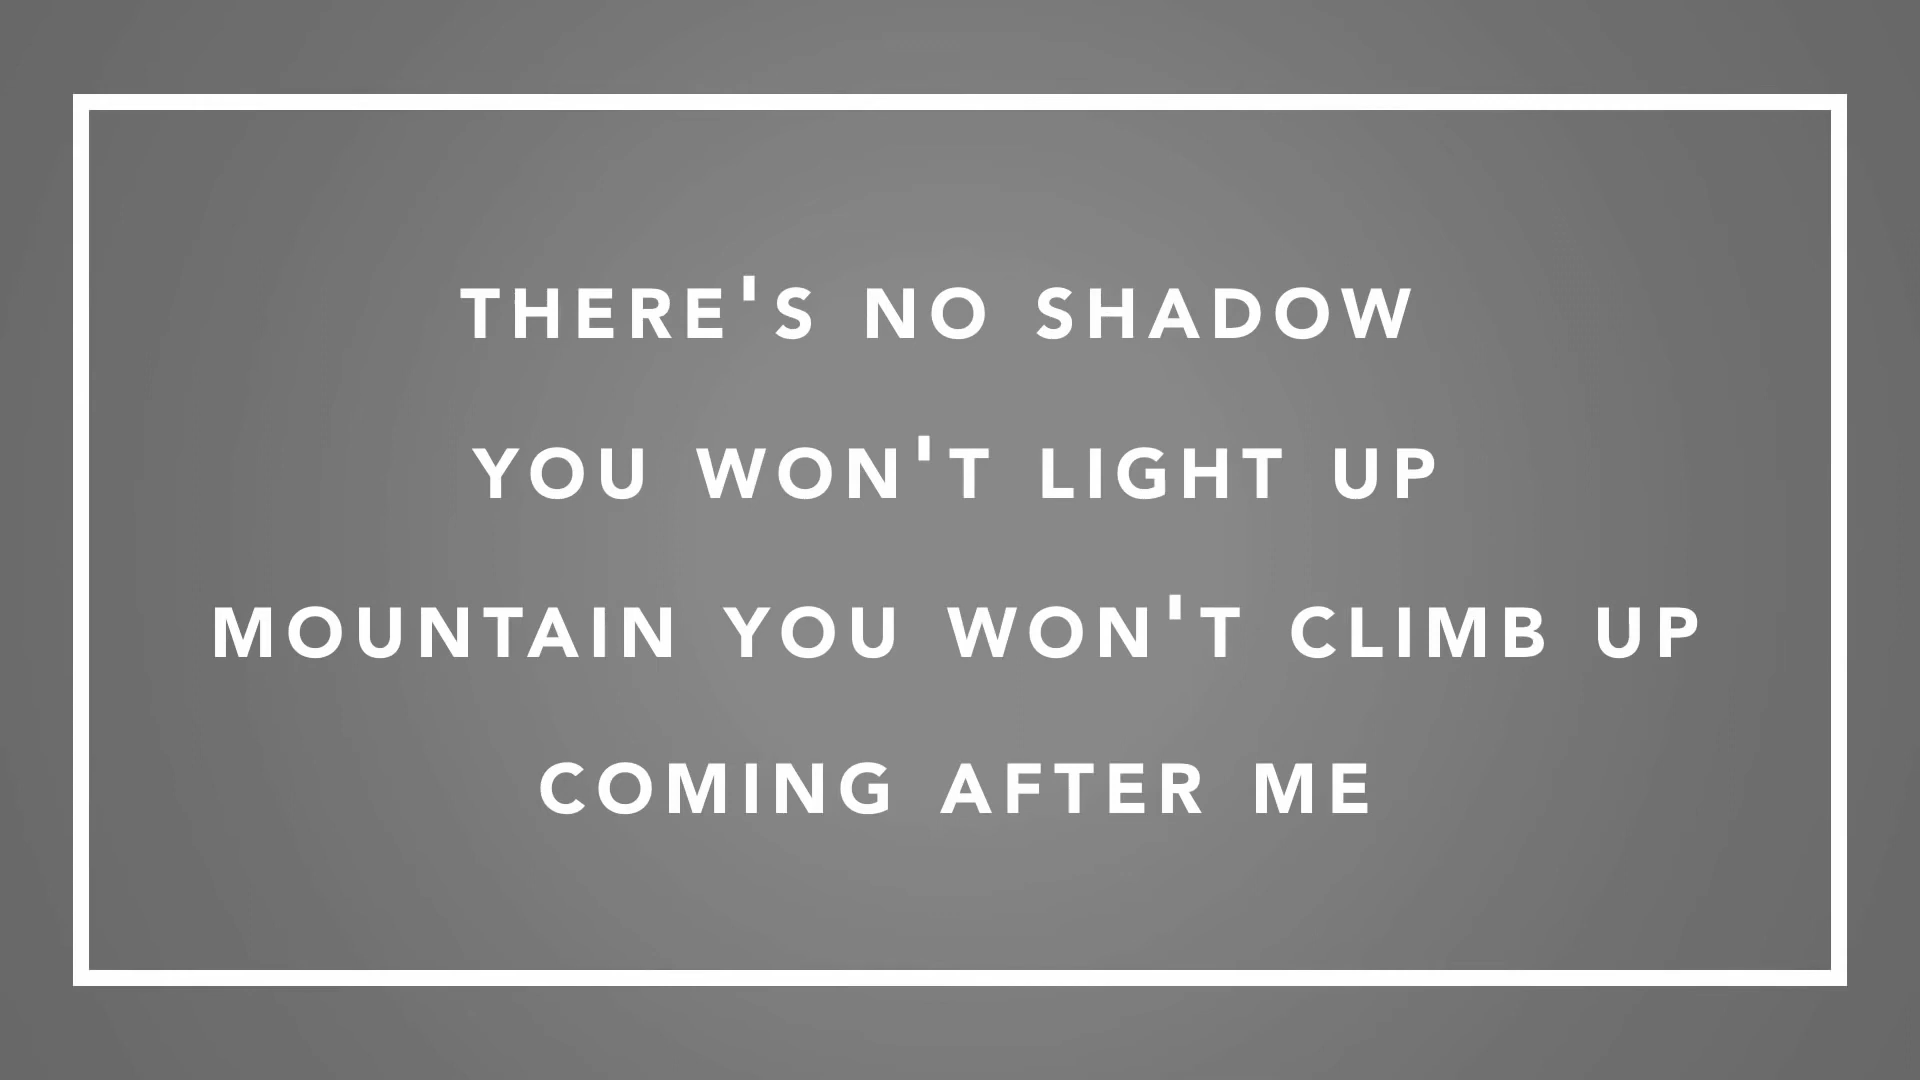 THERE'S NO SHADOW
YOU WON'T LIGHT UP
MOUNTAIN YOU WON'T CLIMB UP
COMING AFTER ME